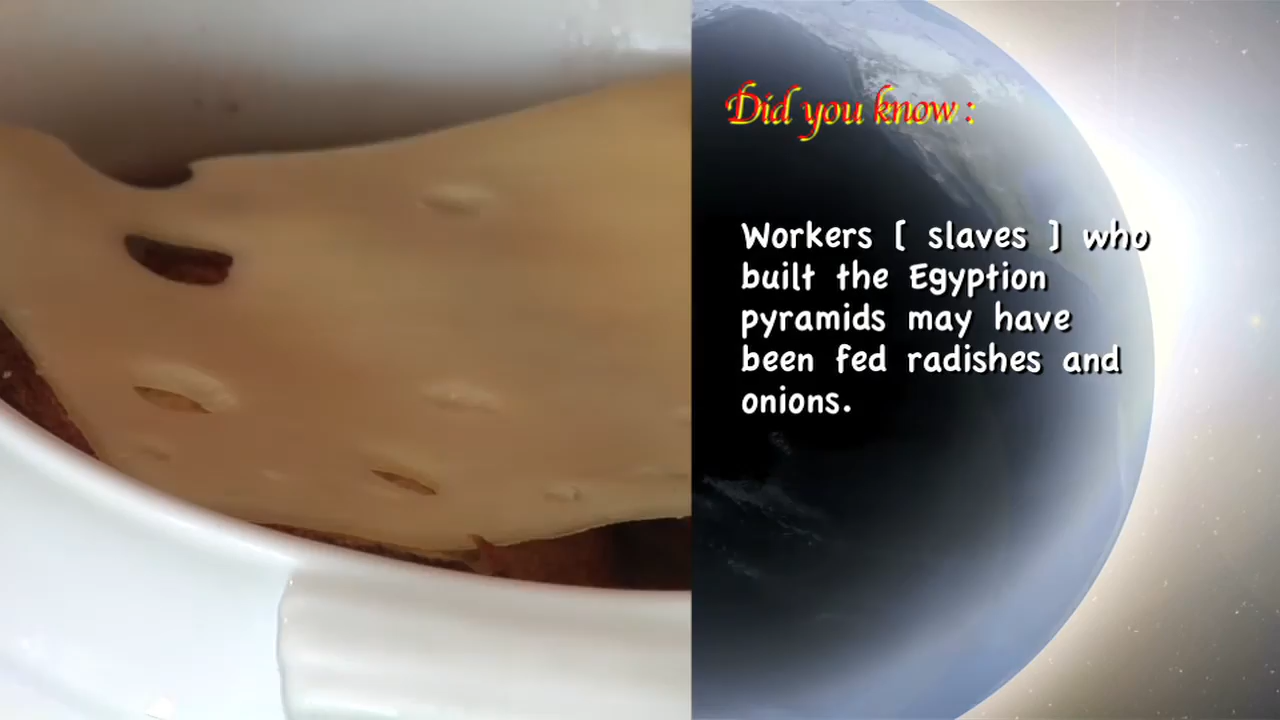 Did you know :
Workers [ slaves ] who
built the Egyption
pyramids may have
been fed radishes and
onions.